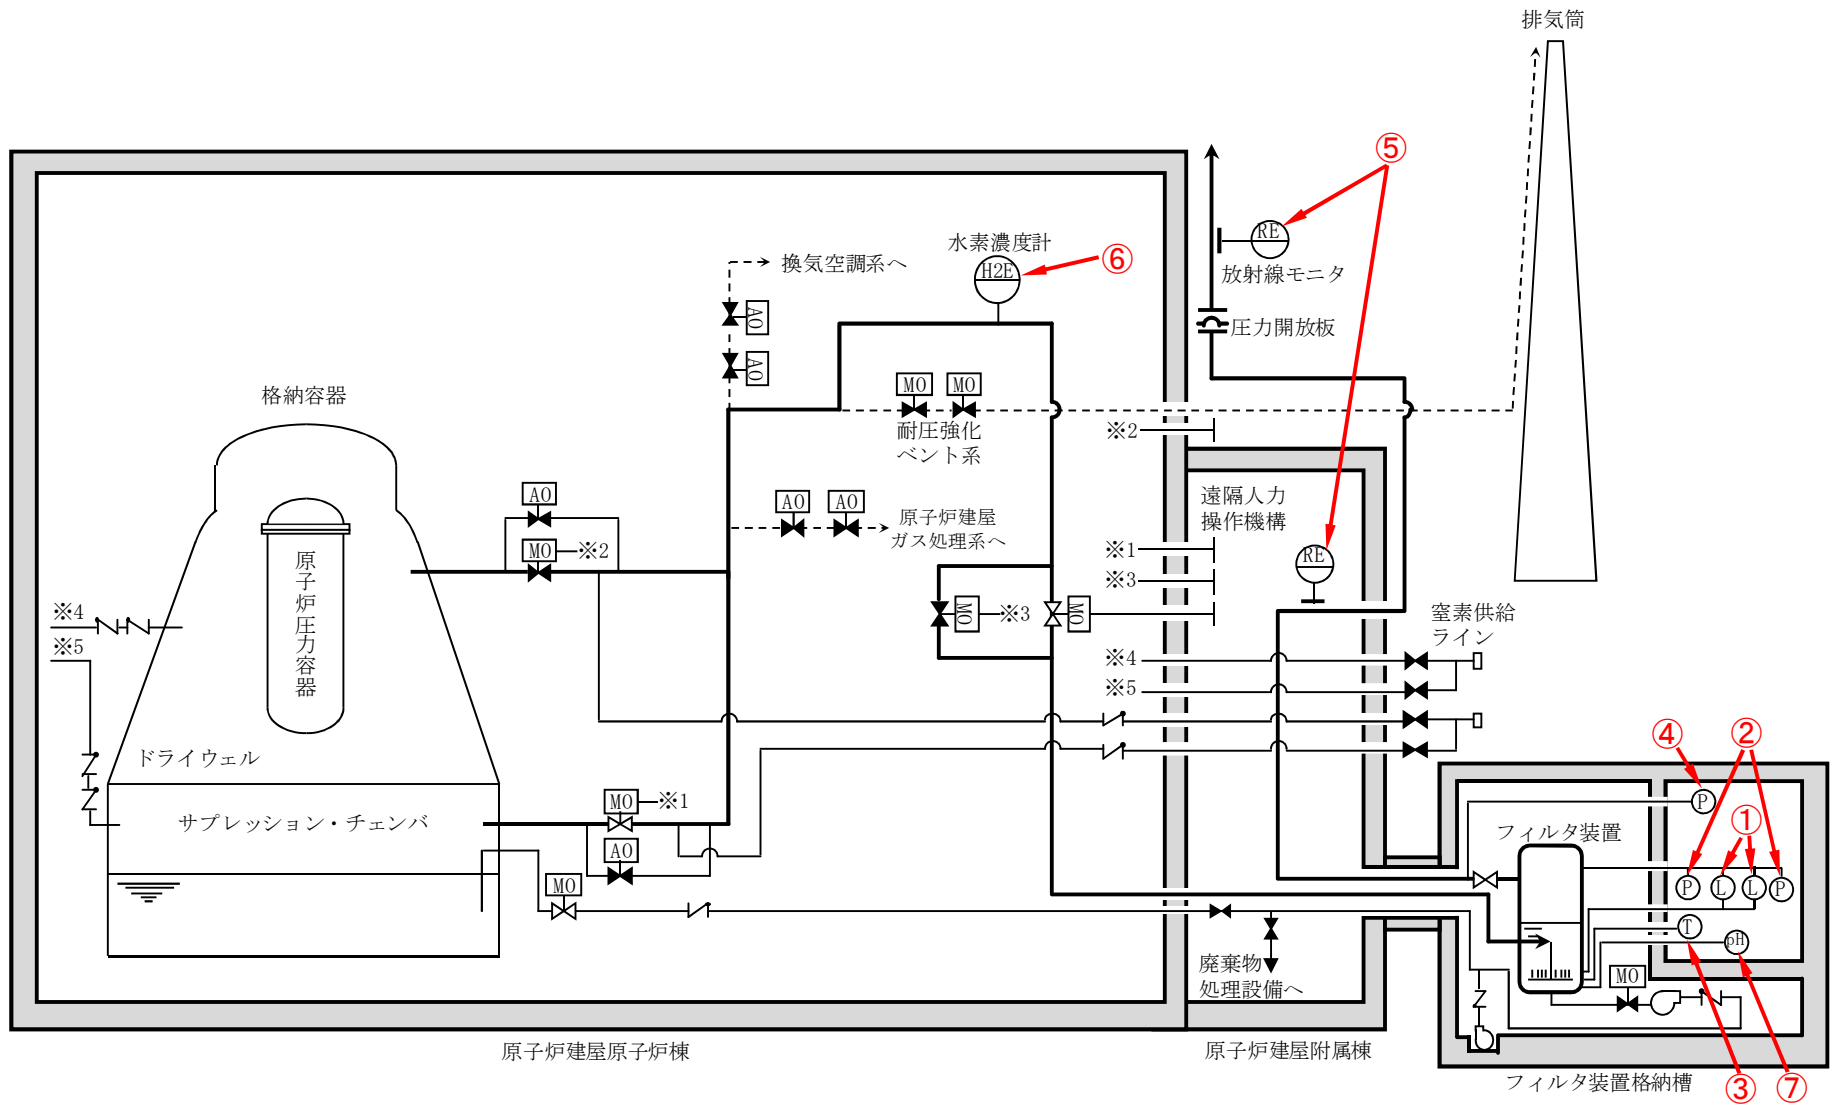 排気筒
⑤
RE
放射線モニタ
水素濃度計
H2E
⑥
換気空調系へ
AO
AO
圧力開放板
格納容器
MO
MO
耐圧強化
ベント系
※2
遠隔人力
操作機構
AO
MO
※2
AO
AO
原子炉建屋
ガス処理系へ
※1
※3
RE
原子炉圧力容器
MO
※3
MO
※4
※5
窒素供給
ライン
※4
※5
ドライウェル
サプレッション・チェンバ
MO
※1
AO
MO
④
②
①
P
フィルタ装置
P
L
L
P
T
pH
MO
廃棄物
処理設備へ
原子炉建屋原子炉棟
原子炉建屋附属棟
フィルタ装置格納槽
③
⑦